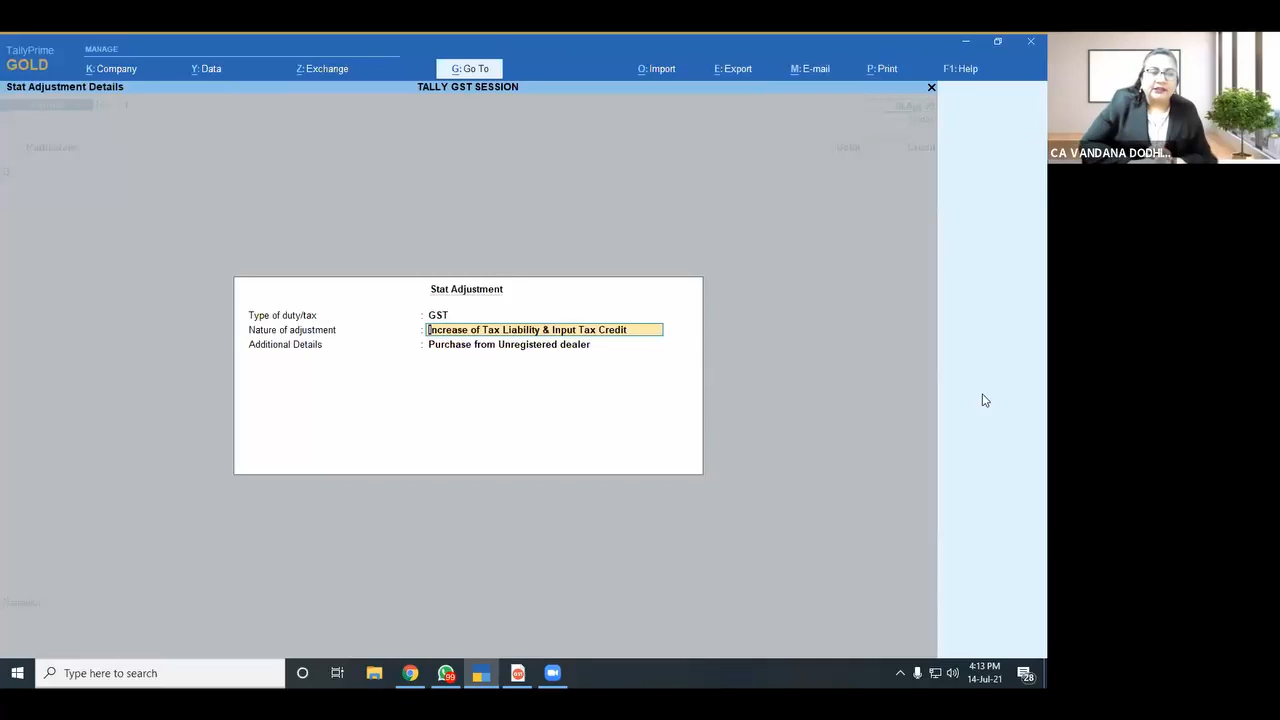 TallyPrime
GOLD
MANAGE
K: Company
Y: Data
Z: Exchange
G: Go To
O: Import
E: Export
M: E-mail
P: Print
F1: Help
Stat Adjustment Details
TALLY GST SESSION
CA VANDANA DODHI...
Stat Adjustment
Type of duty/tax : GST
Nature of adjustment : Increase of Tax Liability & Input Tax Credit
Additional Details : Purchase from Unregistered dealer
Type here to search
99
4:13 PM
14-Jul-21
28